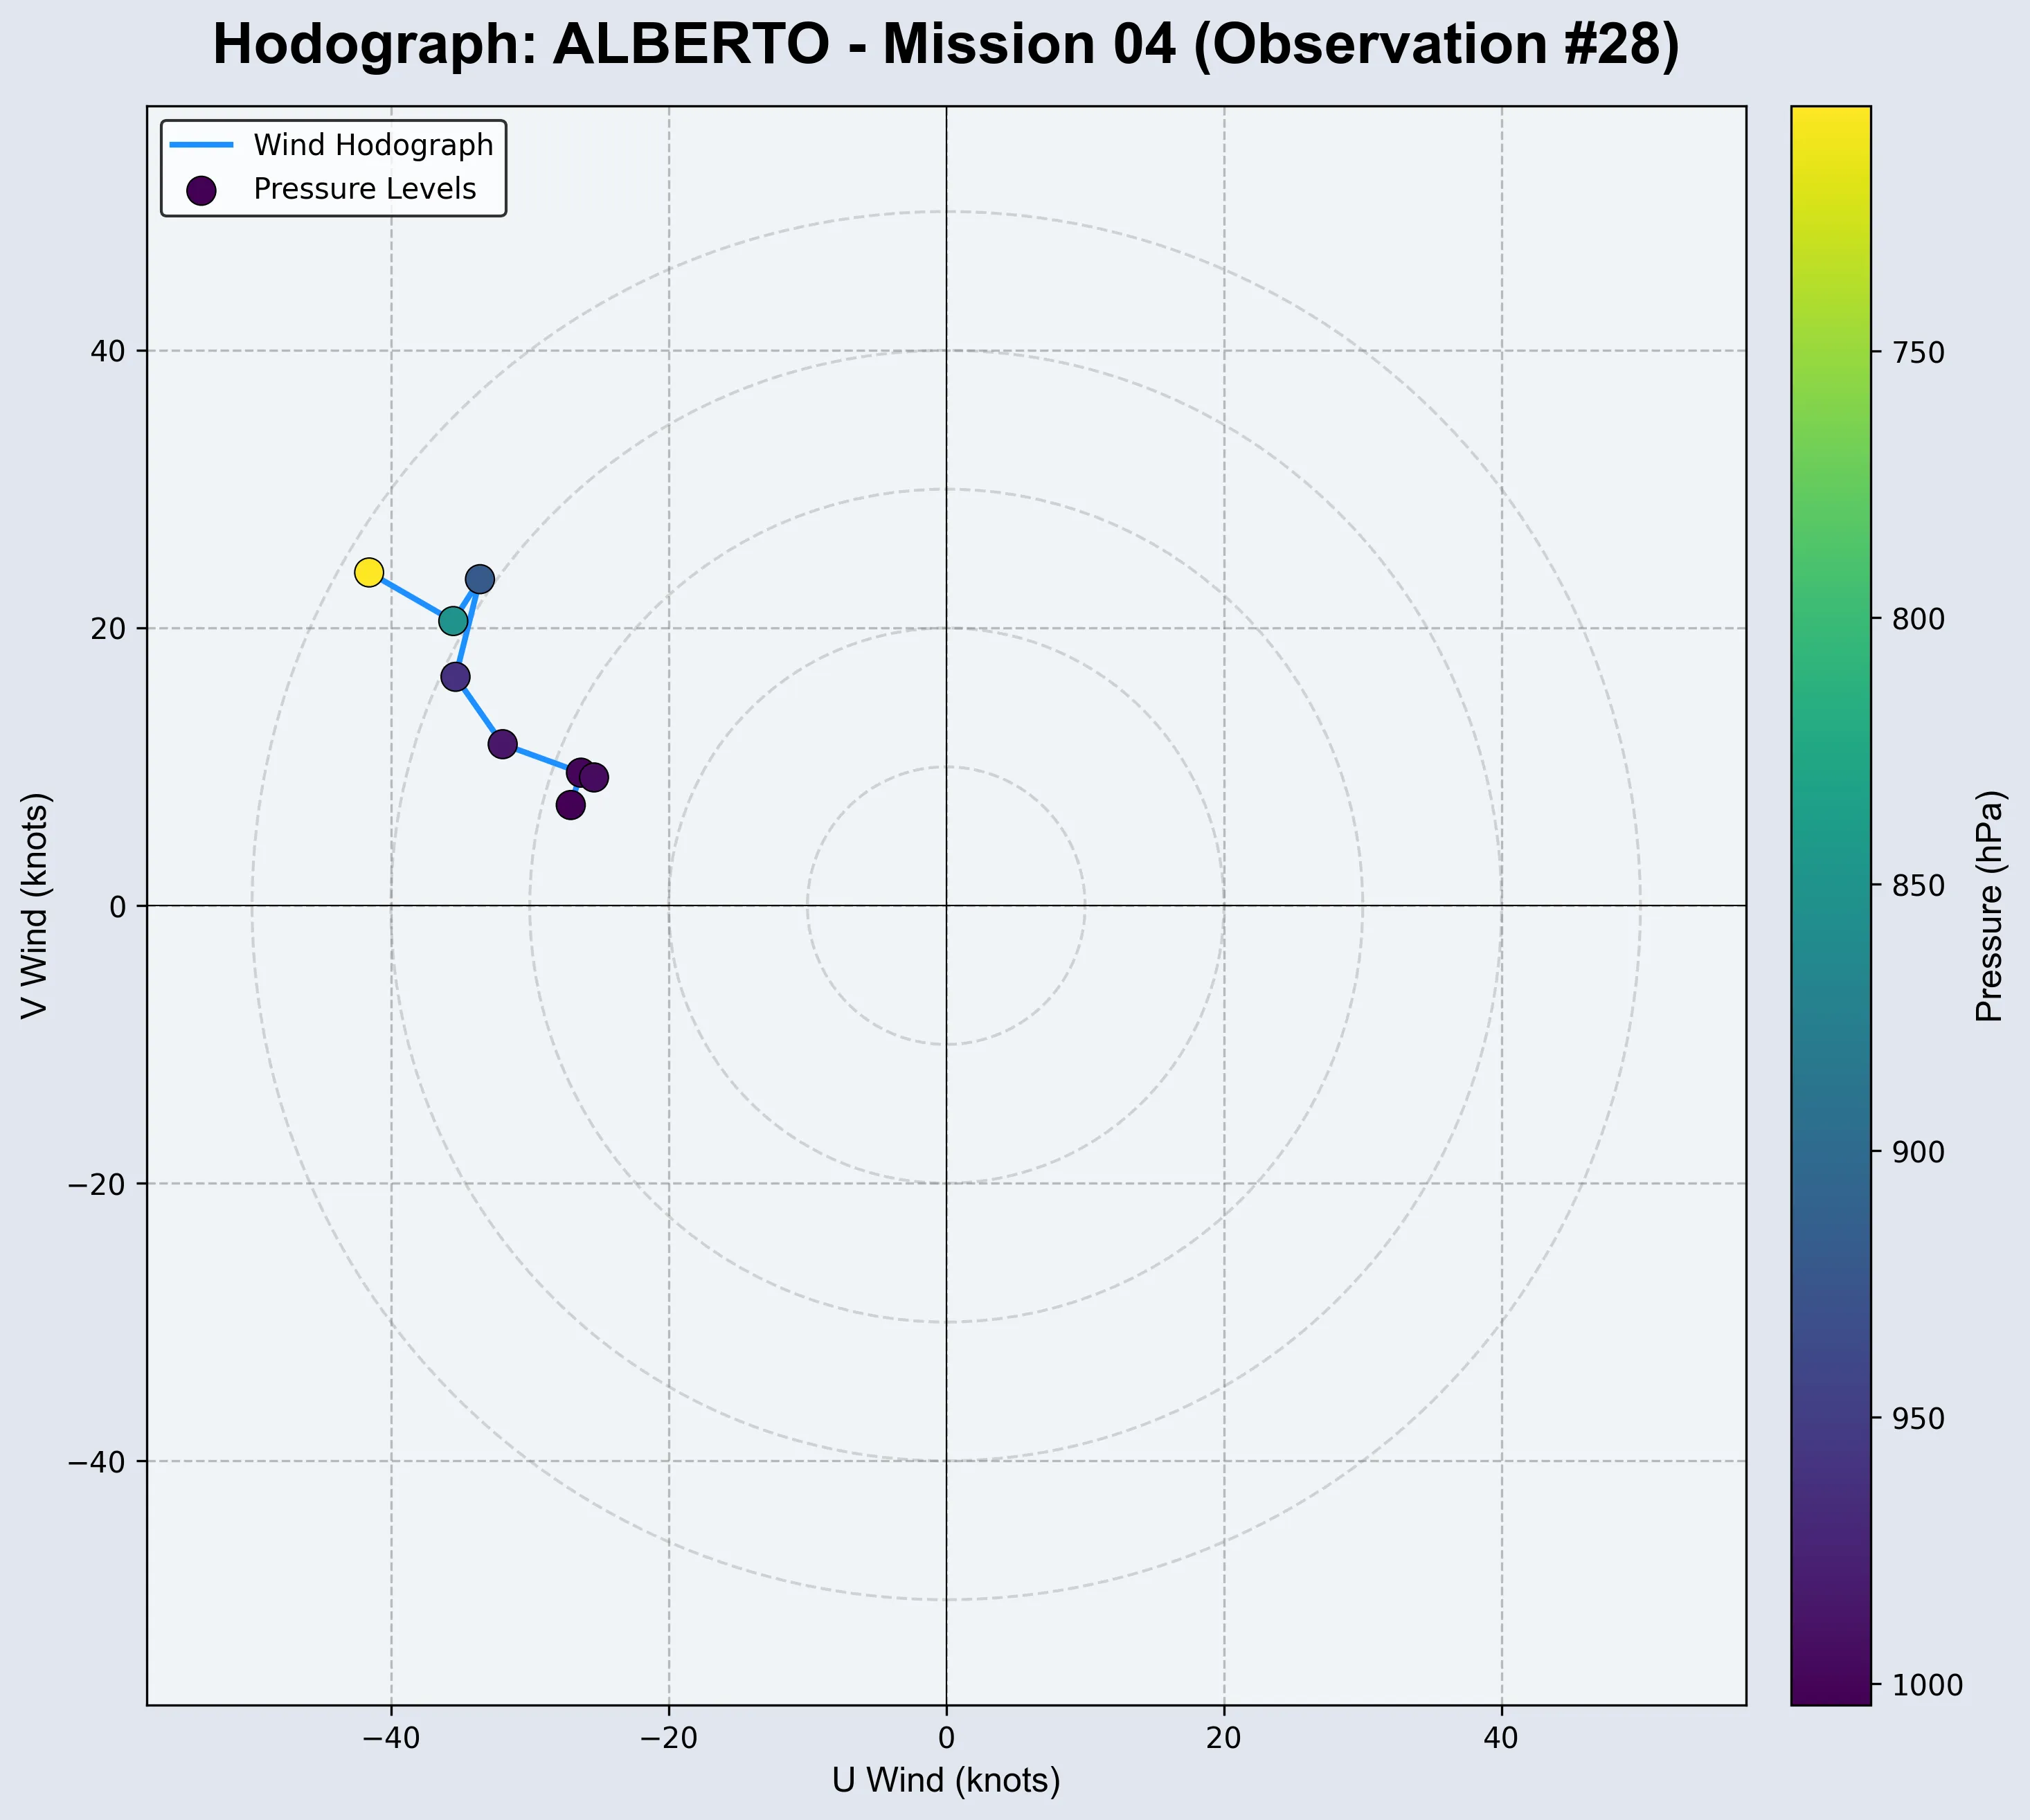 Hodograph: ALBERTO - Mission 04 (Observation #28)
Wind Hodograph
Pressure Levels
40
20
0
−20
−40
V Wind (knots)
−40
−20
0
20
40
U Wind (knots)
750
800
850
900
950
1000
Pressure (hPa)